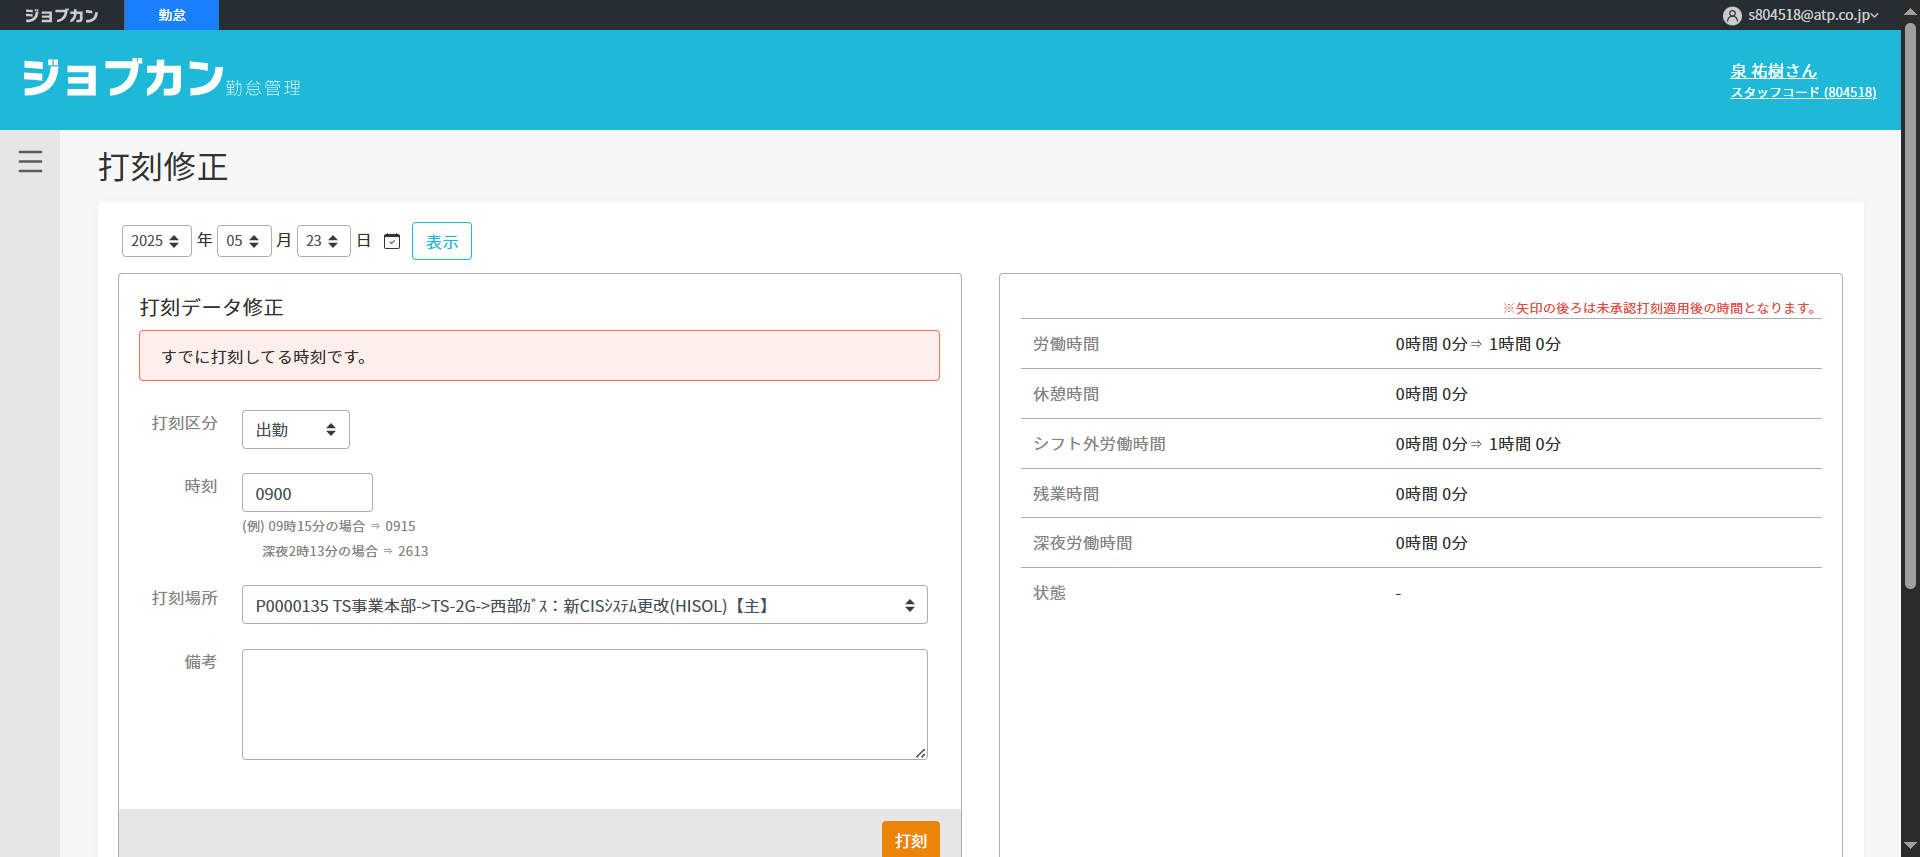 ジョブカン 勤怠 s804518@atp.co.jp
ジョブカン勤怠管理
泉 祐樹さん
スタッフコード (804518)
打刻修正
2025 年 05 月 23 日 表示
打刻データ修正
すでに打刻してる時刻です。
打刻区分 出勤
時刻 0900
(例) 09時15分の場合 ⇒ 0915
深夜2時13分の場合 ⇒ 2613
打刻場所 P0000135 TS事業本部->TS-2G->西部ｶﾞｽ：新CISｼｽﾃﾑ更改(HISOL)【主】
備考
打刻
※矢印の後ろは未承認打刻適用後の時間となります。
労働時間 0時間 0分⇒ 1時間 0分
休憩時間 0時間 0分
シフト外労働時間 0時間 0分⇒ 1時間 0分
残業時間 0時間 0分
深夜労働時間 0時間 0分
状態 -